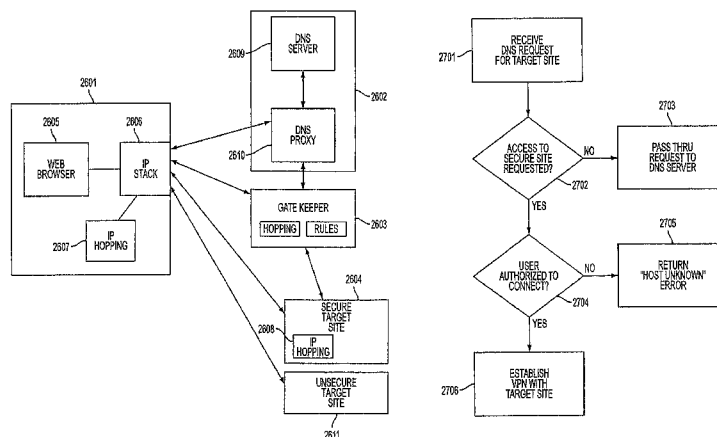 2601
2605
2606
WEB
BROWSER
IP
STACK
2607
IP
HOPPING
2609
DNS
SERVER
2602
DNS
PROXY
2610
GATE KEEPER
HOPPING
RULES
2603
2604
SECURE
TARGET
SITE
2608
IP
HOPPING
UNSECURE
TARGET
SITE
2611
2701
RECEIVE
DNS REQUEST
FOR TARGET
SITE
2703
ACCESS TO
SECURE SITE
REQUESTED?
NO
2702
PASS THRU
REQUEST TO
DNS SERVER
YES
2705
USER
AUTHORIZED TO
CONNECT?
NO
2704
RETURN
"HOST UNKNOWN"
ERROR
YES
2706
ESTABLISH
VPN WITH
TARGET SITE